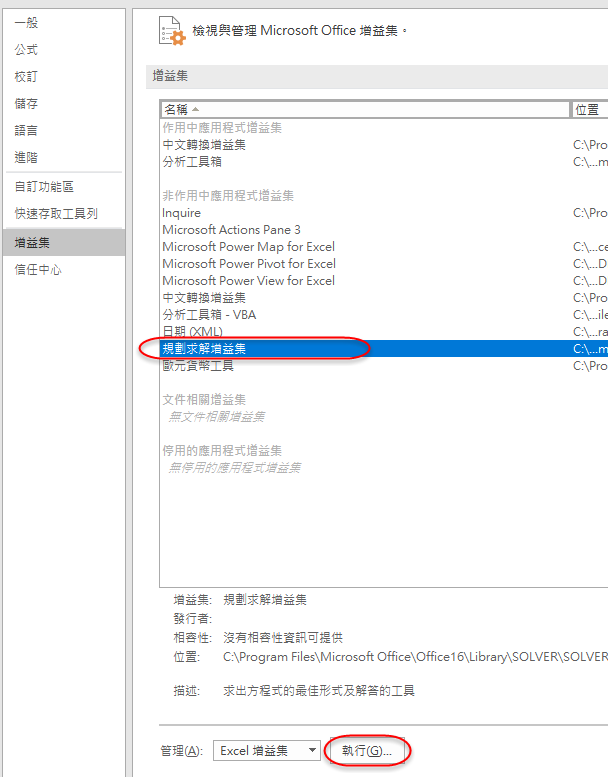 一般
公式
校訂
儲存
語言
進階
自訂功能區
快速存取工具列
增益集
信任中心
檢視與管理 Microsoft Office 增益集。
增益集
名稱 位置
作用中應用程式增益集
中文轉換增益集 C:\Pro
分析工具箱 C:\...m
非作用中應用程式增益集
Inquire C:\Pro
Microsoft Actions Pane 3
Microsoft Power Map for Excel C:\...ce
Microsoft Power Pivot for Excel C:\...D
Microsoft Power View for Excel C:\...D
中文轉換增益集 C:\Pro
分析工具箱 - VBA C:\...ile
日期 (XML) C:\...ra
規劃求解增益集 C:\...m
歐元貨幣工具 C:\Pro
文件相關增益集
無文件相關增益集
停用的應用程式增益集
無停用的應用程式增益集
增益集: 規劃求解增益集
發行者:
相容性: 沒有相容性資訊可提供
位置: C:\Program Files\Microsoft Office\Office16\Library\SOLVER\SOLVER
描述: 求出方程式的最佳形式及解答的工具
管理(A): Excel 增益集 執行(G)...